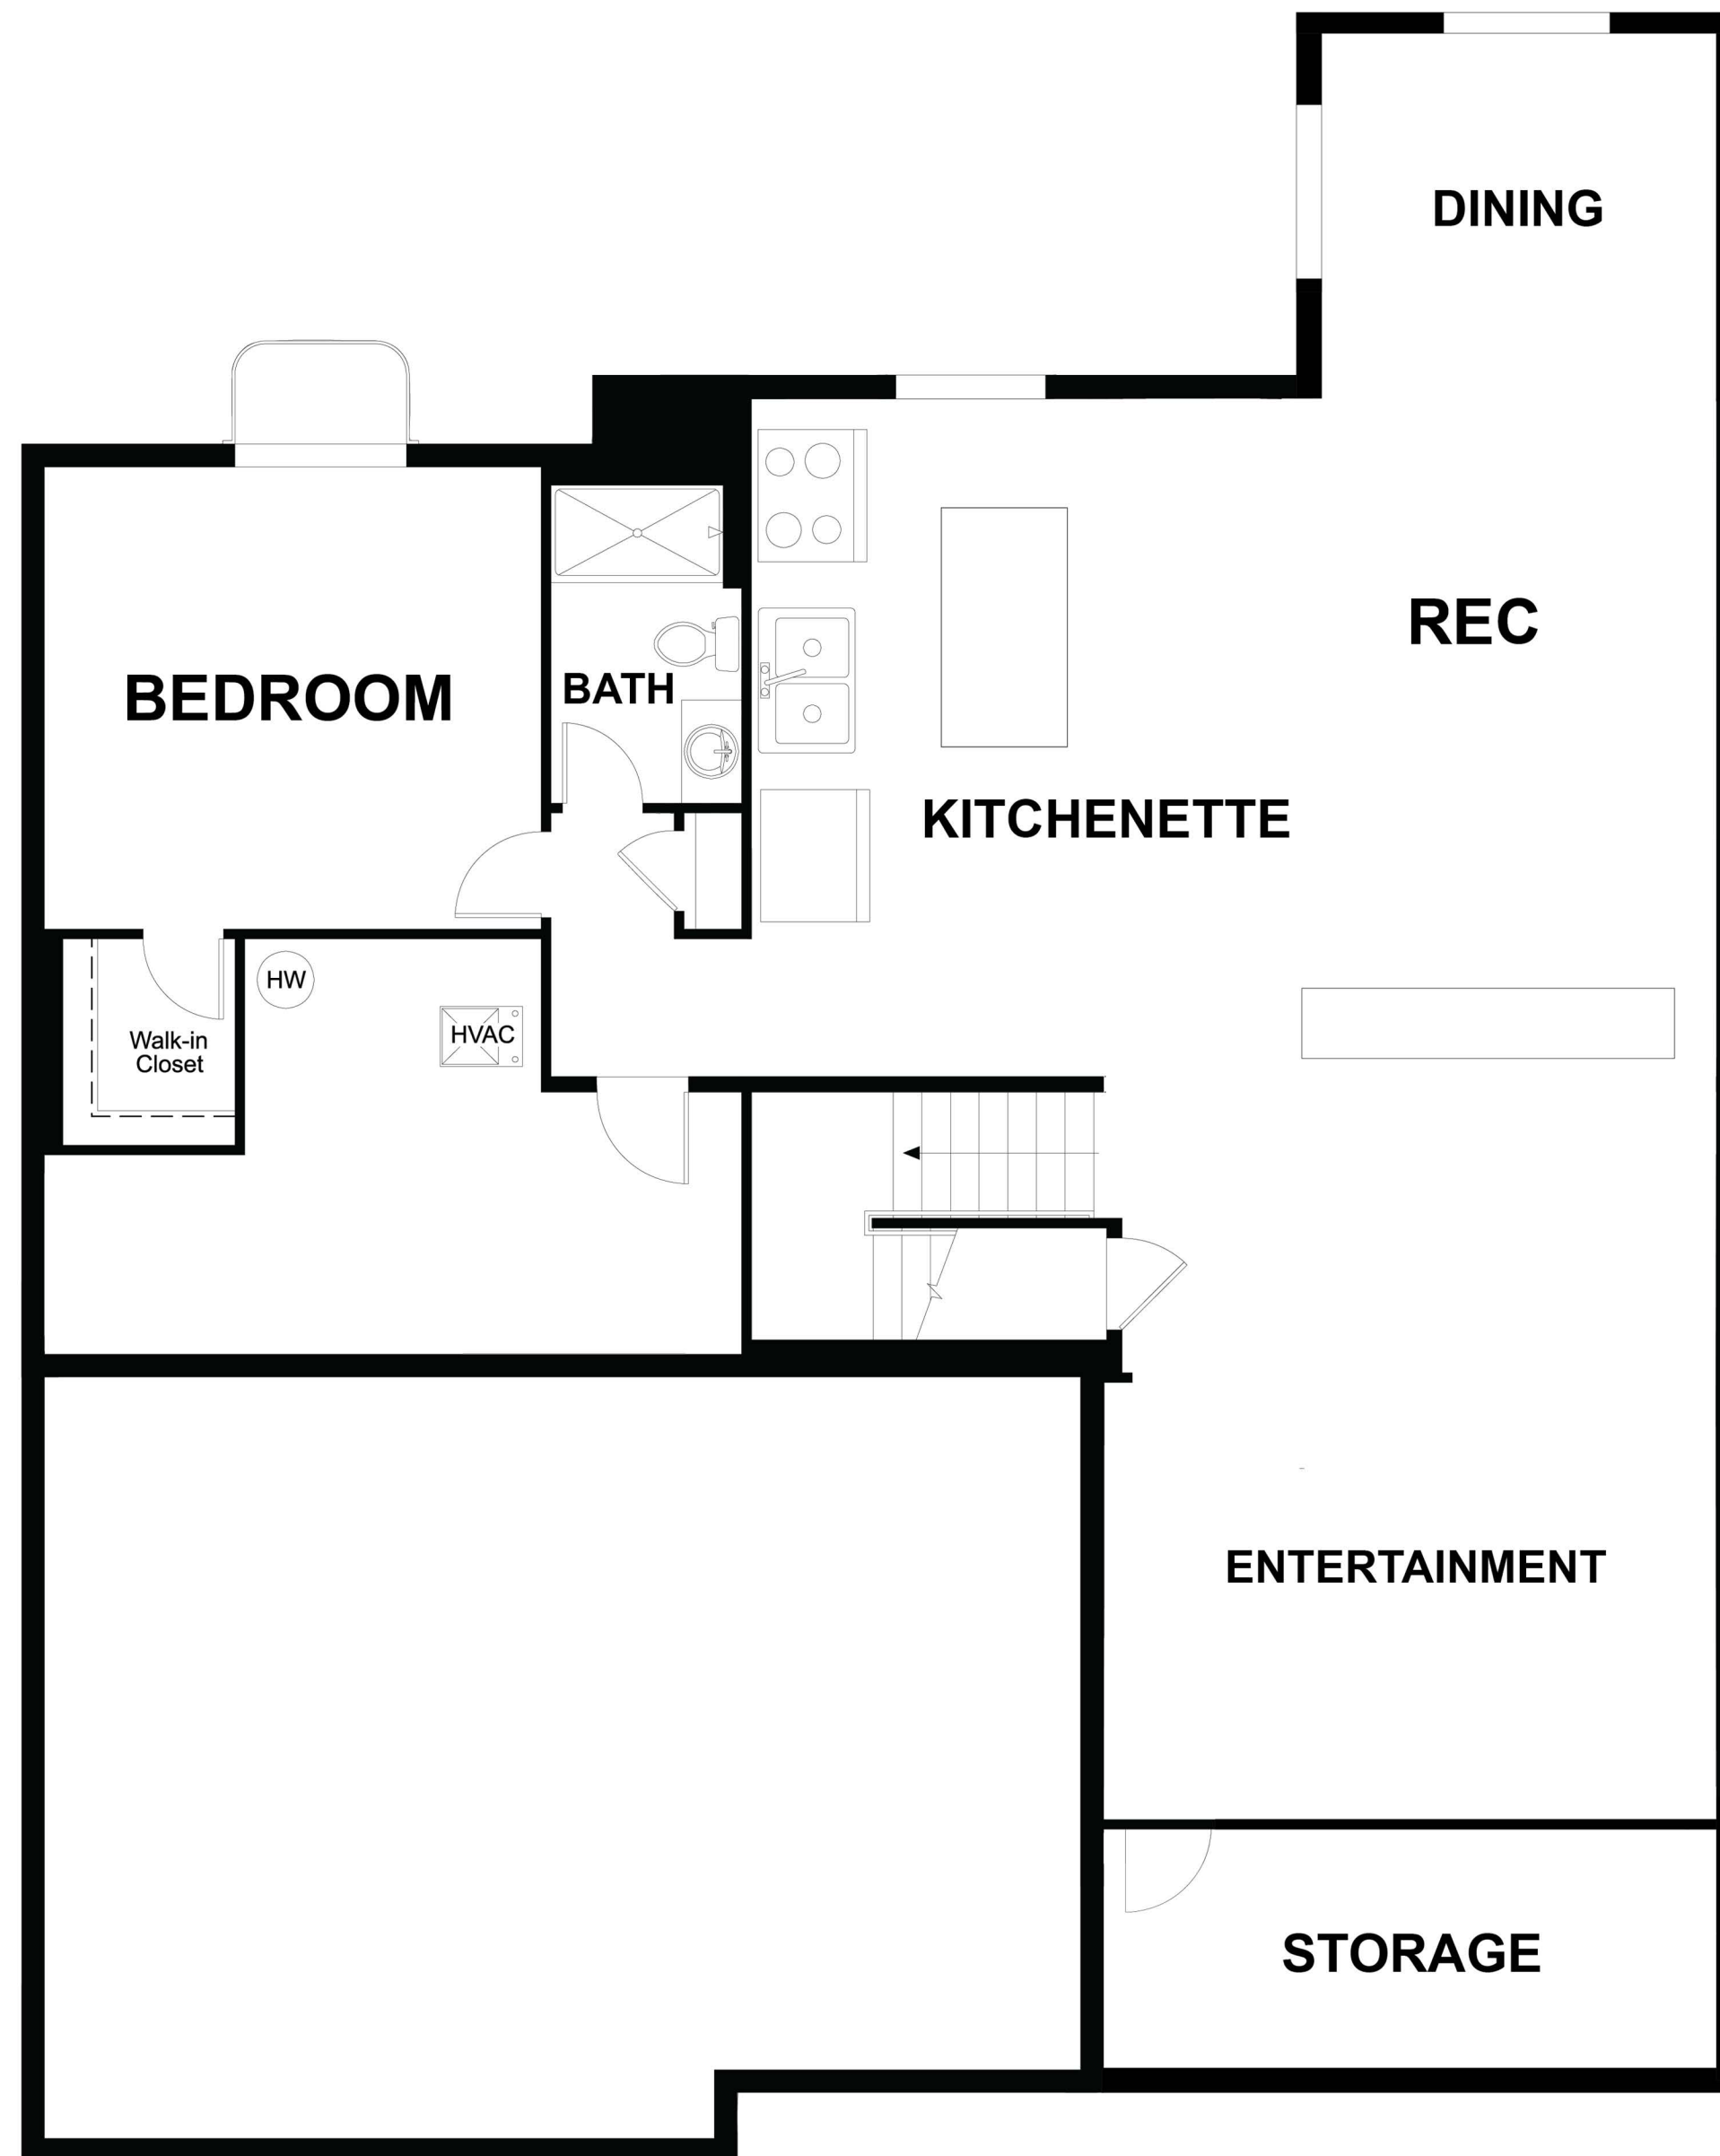 DINING
REC
BEDROOM
BATH
KITCHENETTE
HW
HVAC
Walk-in
Closet
ENTERTAINMENT
STORAGE